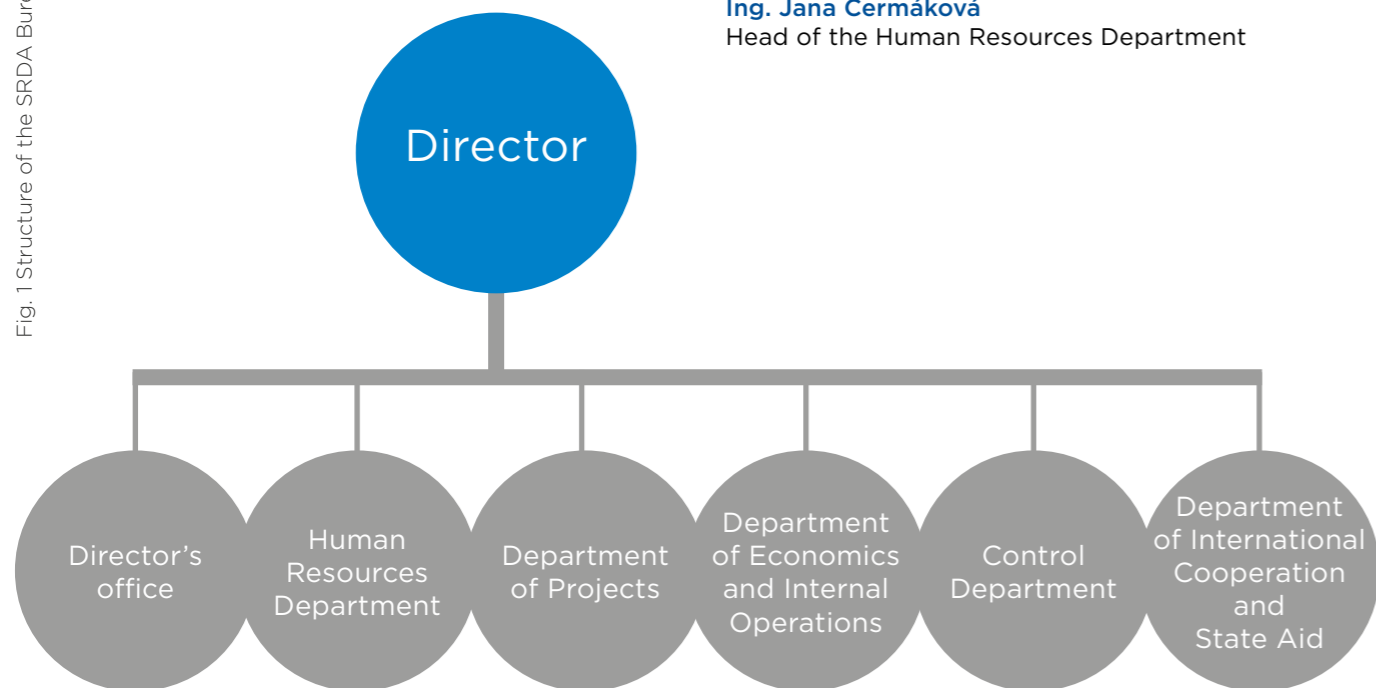 Ing. Jana Čermáková
Head of the Human Resources Department
Fig. 1 Structure of the SRDA
Director
Director's
office
Human
Resources
Department
Department
of Projects
Department
of Economics
and Internal
Operations
Control
Department
Department
of International
Cooperation
and
State Aid